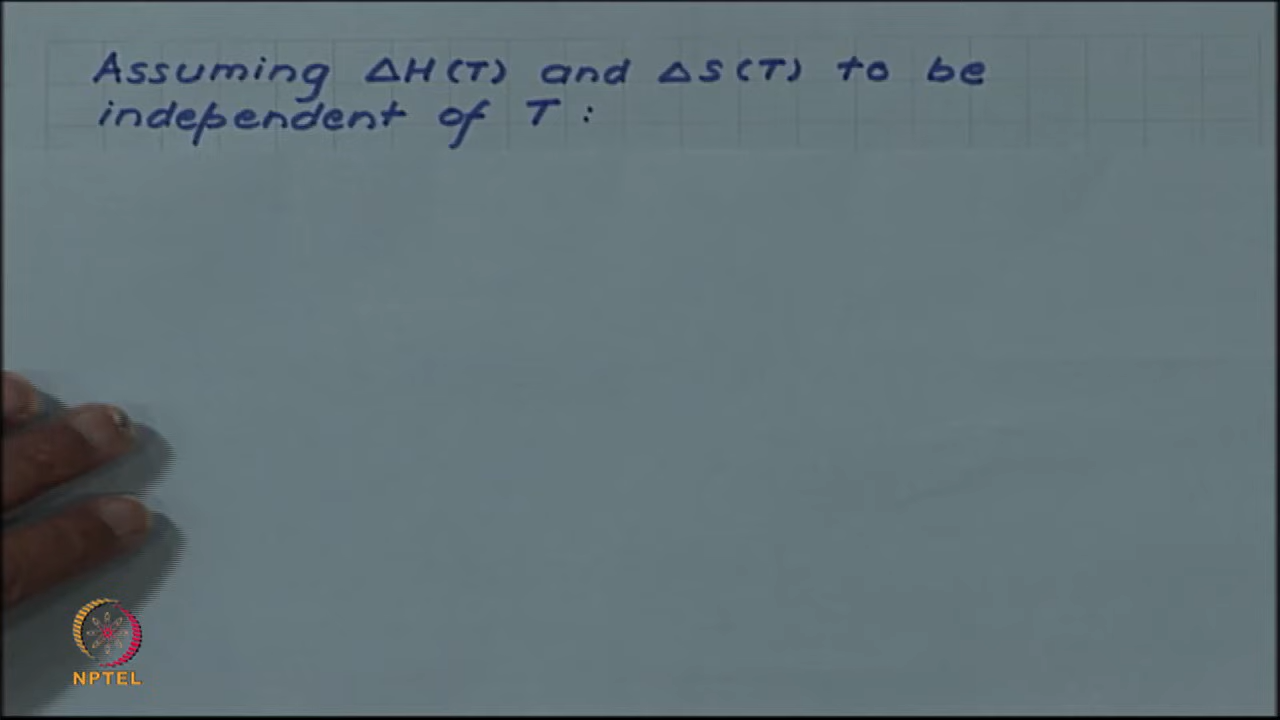 Assuming ΔH(T) and ΔS(T) to be
independent of T :
NPTEL